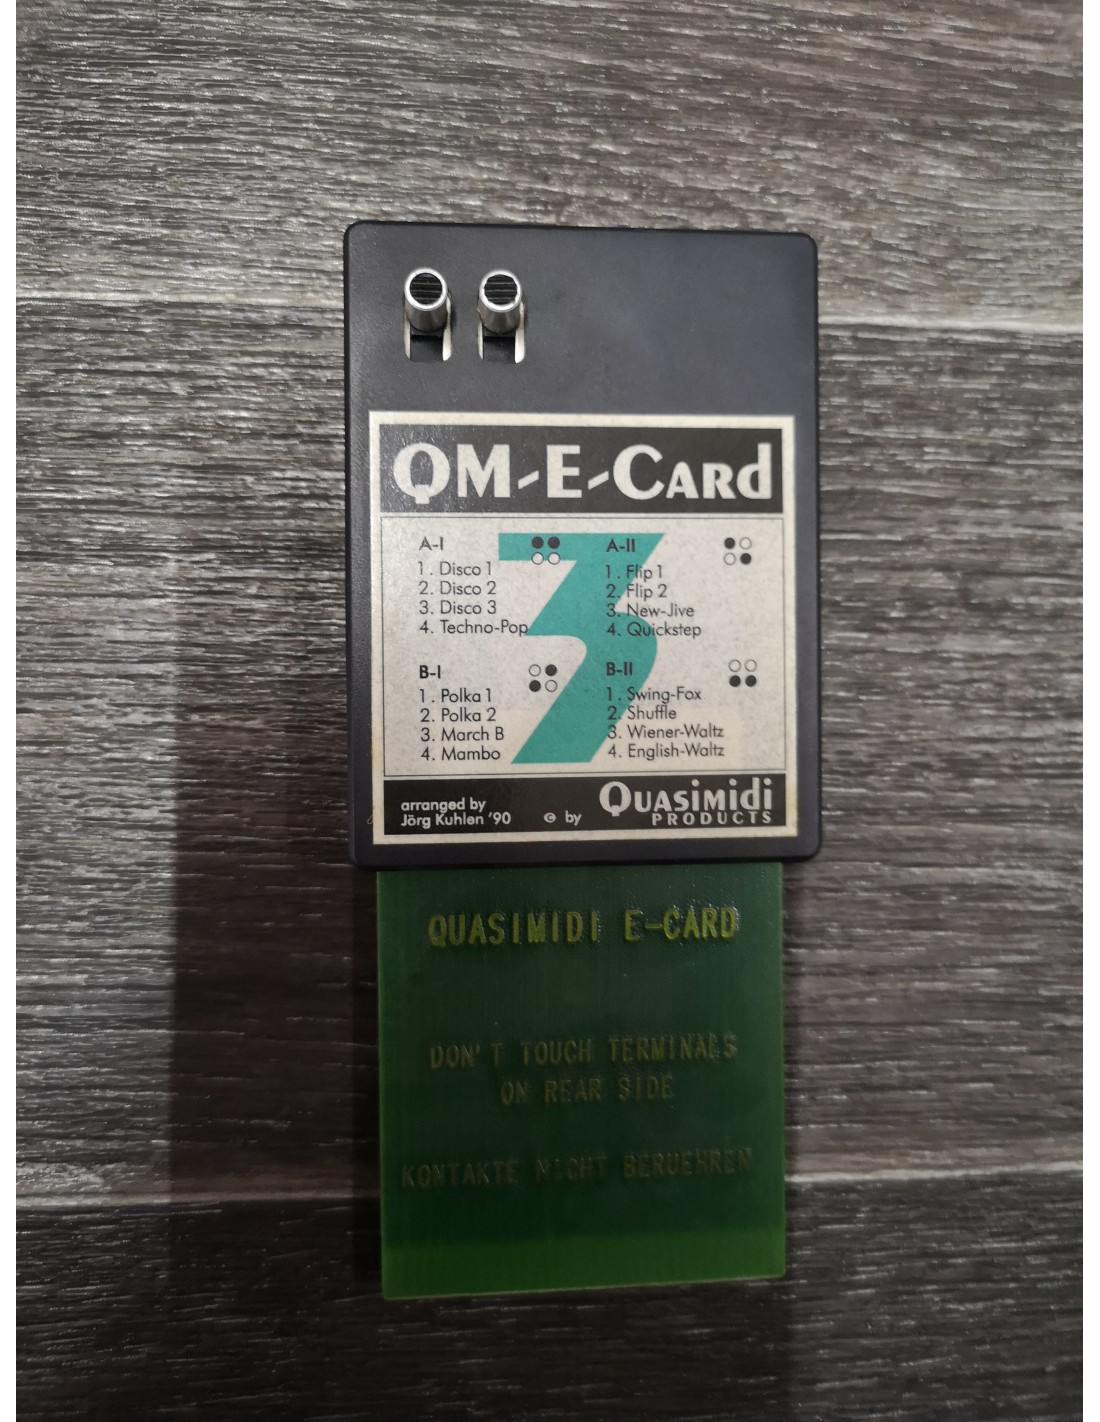 QM-E-CARD
3
A-I
1. Disco 1
2. Disco 2
3. Disco 3
4. Techno-Pop
A-II
1. Flip 1
2. Flip 2
3. New-Jive
4. Quickstep
B-I
1. Polka 1
2. Polka 2
3. March B
4. Mambo
B-II
1. Swing-Fox
2. Shuffle
3. Wiener-Waltz
4. English-Waltz
arranged by
Jörg Kuhlen '90
© by
QUASIMIDI
PRODUCTS
QUASIMIDI E-CARD
DON'T TOUCH TERMINALS
ON REAR SIDE
KONTAKTE NICHT BERUEHREN